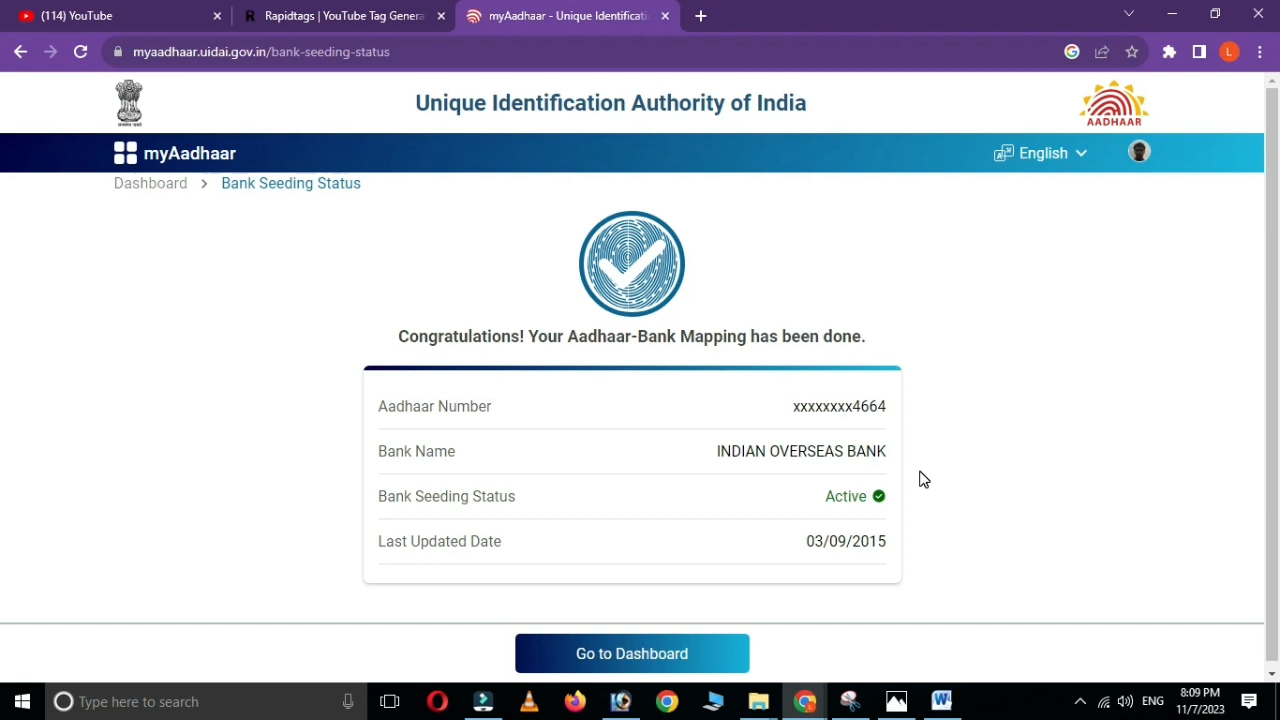 (114) YouTube
Rapidtags | YouTube Tag Genera
myAadhaar - Unique Identificati
myaadhaar.uidai.gov.in/bank-seeding-status
L
Unique Identification Authority of India
AADHAAR
myAadhaar
English
Dashboard > Bank Seeding Status
Congratulations! Your Aadhaar-Bank Mapping has been done.
Aadhaar Number xxxxxxxx4664
Bank Name INDIAN OVERSEAS BANK
Bank Seeding Status Active
Last Updated Date 03/09/2015
Go to Dashboard
Type here to search
ENG
8:09 PM
11/7/2023